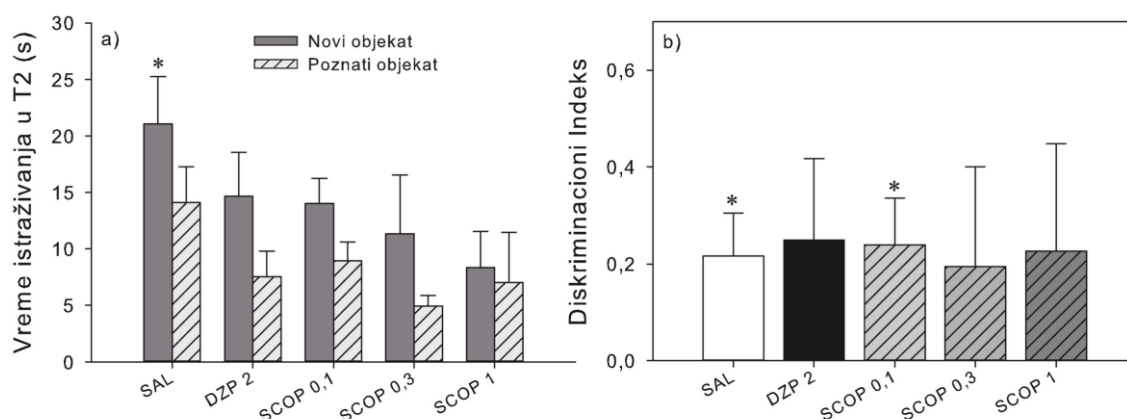 a)
Vreme istraživanja u T2 (s)
30
25
20
15
10
5
0
Novi objekat
Poznati objekat
*
SAL
DZP 2
SCOP 0,1
SCOP 0,3
SCOP 1
b)
Diskriminacioni Indeks
0,6
0,4
0,2
0,0
*
*
SAL
DZP 2
SCOP 0,1
SCOP 0,3
SCOP 1